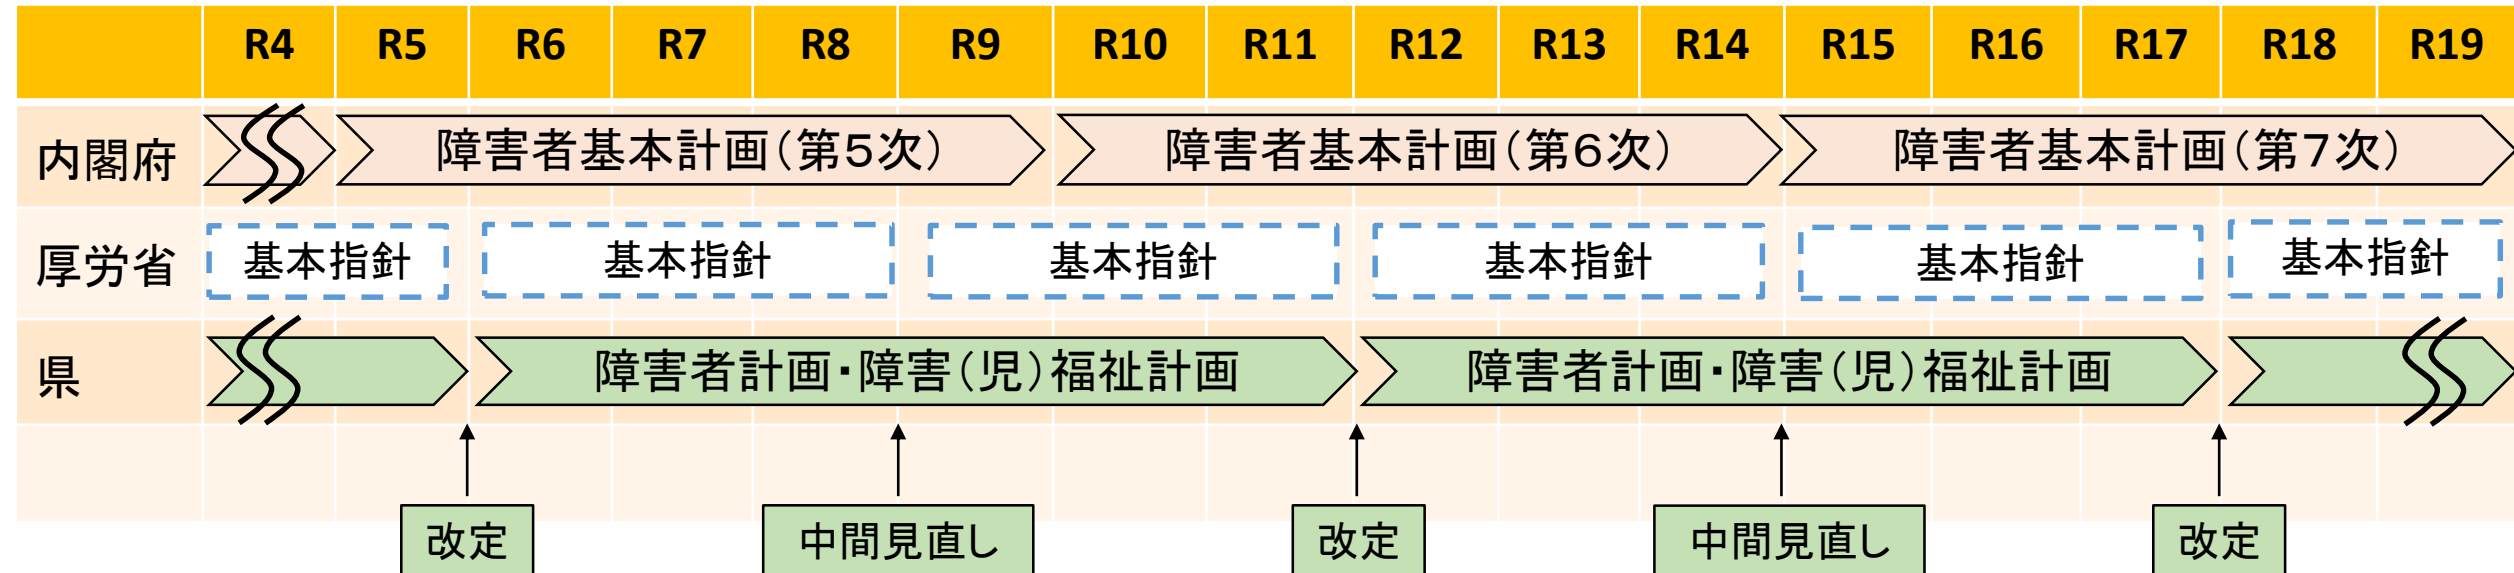 R4 R5 R6 R7 R8 R9 R10 R11 R12 R13 R14 R15 R16 R17 R18 R19
内閣府 障害者基本計画(第5次) 障害者基本計画(第6次) 障害者基本計画(第7次)
厚労省 基本指針 基本指針 基本指針 基本指針 基本指針 基本指針
県 障害者計画・障害(児)福祉計画 障害者計画・障害(児)福祉計画
改定 中間見直し 改定 中間見直し 改定